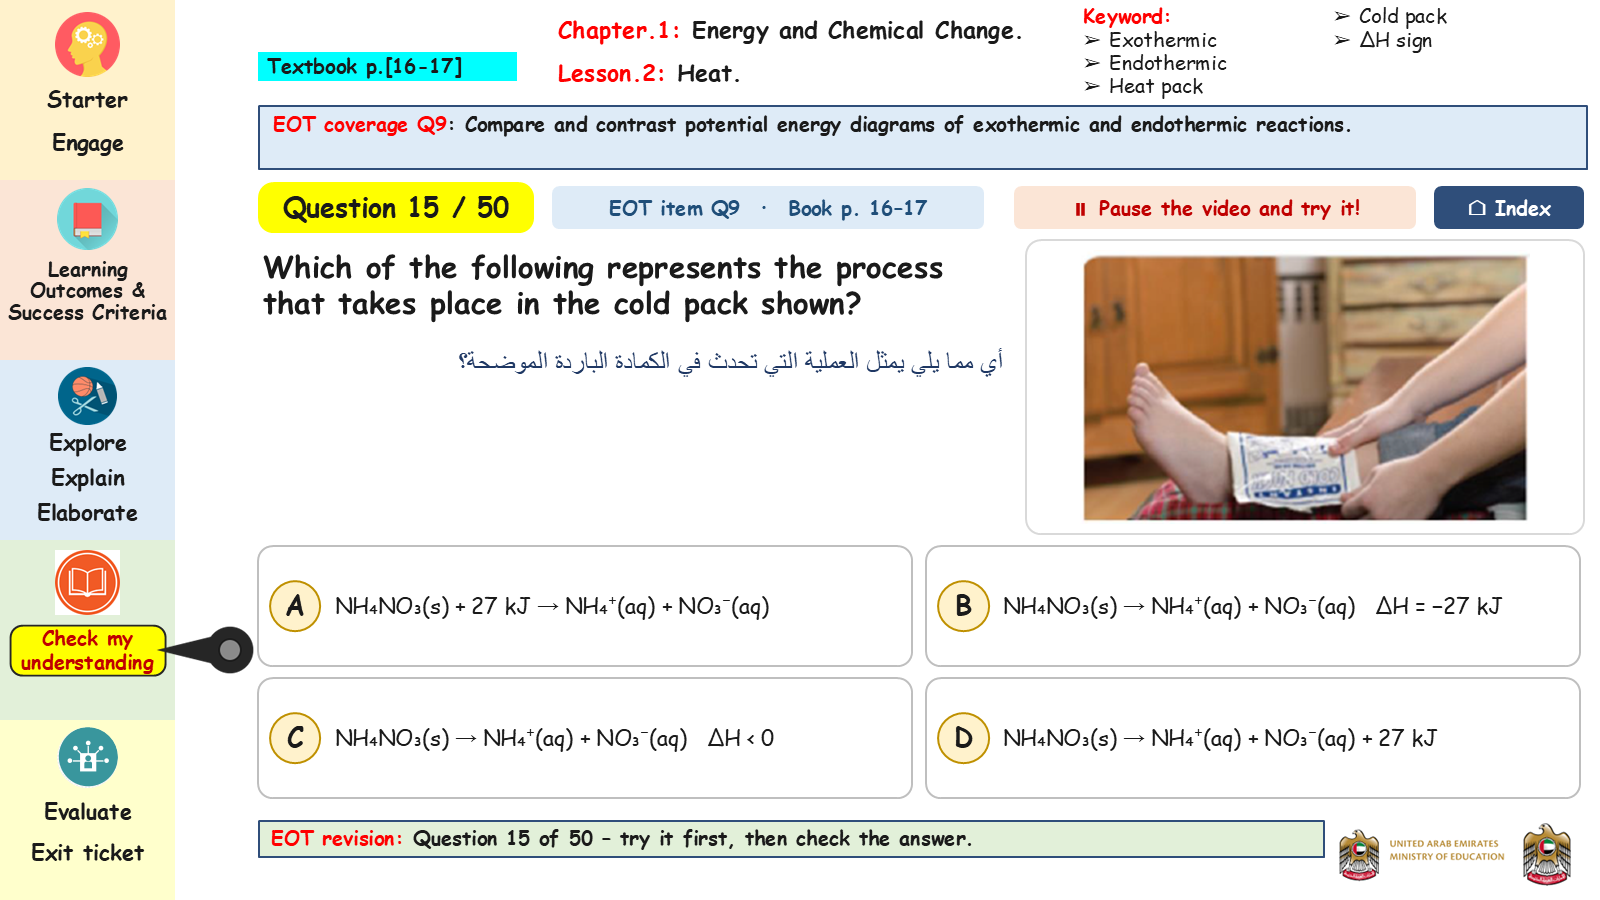 Starter
Engage
Learning
Outcomes &
Success Criteria
Explore
Explain
Elaborate
Check my
understanding
Evaluate
Exit ticket
Textbook p.[16-17]
Chapter.1: Energy and Chemical Change.
Lesson.2: Heat.
Keyword:
➢ Exothermic
➢ Endothermic
➢ Heat pack
➢ Cold pack
➢ ΔH sign
EOT coverage Q9: Compare and contrast potential energy diagrams of exothermic and endothermic reactions.
Question 15 / 50
EOT item Q9 · Book p. 16–17
⏸ Pause the video and try it!
☖ Index
Which of the following represents the process
that takes place in the cold pack shown?
أي مما يلي يمثل العملية التي تحدث في الكمادة الباردة الموضحة؟
COLD PACK
INSTANT
A NH₄NO₃(s) + 27 kJ → NH₄⁺(aq) + NO₃⁻(aq)
B NH₄NO₃(s) → NH₄⁺(aq) + NO₃⁻(aq) ΔH = −27 kJ
C NH₄NO₃(s) → NH₄⁺(aq) + NO₃⁻(aq) ΔH < 0
D NH₄NO₃(s) → NH₄⁺(aq) + NO₃⁻(aq) + 27 kJ
EOT revision: Question 15 of 50 – try it first, then check the answer.
UNITED ARAB EMIRATES
MINISTRY OF EDUCATION